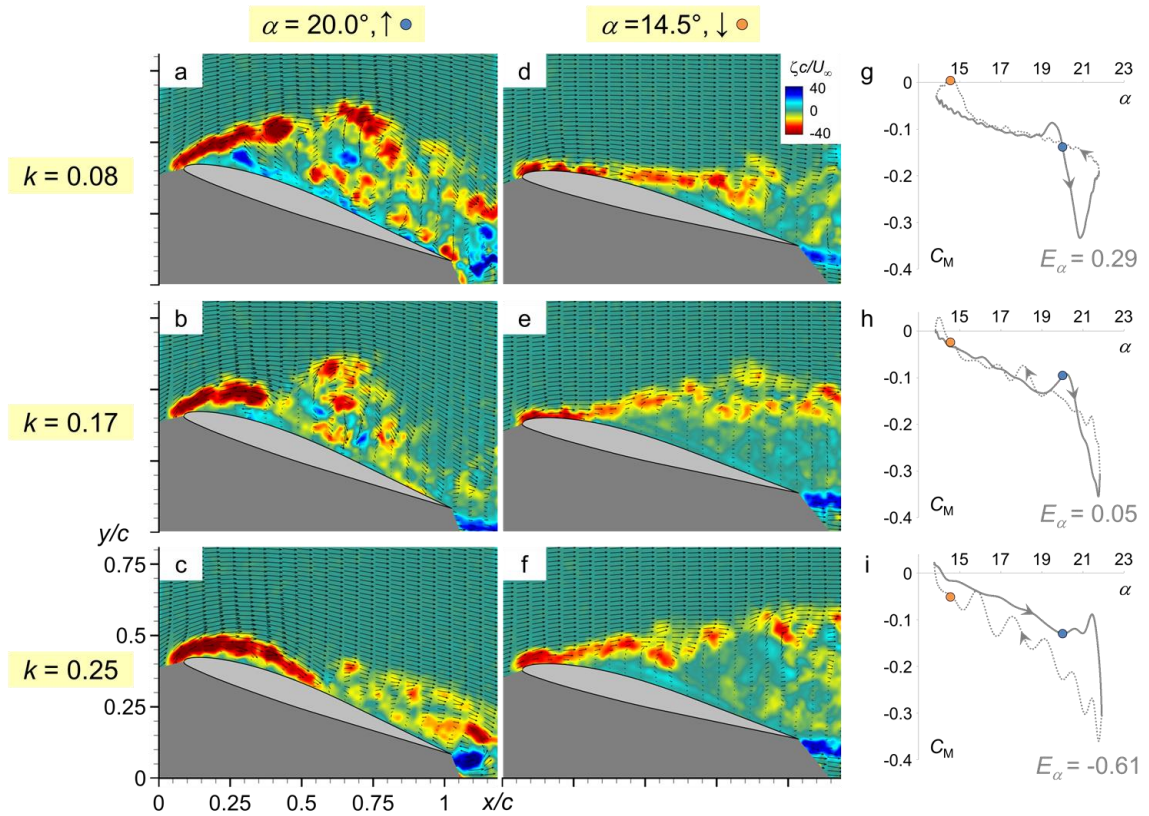 α = 20.0°, ↑
α =14.5°, ↓
k = 0.08
a
d
ζc/U∞
40
0
-40
g
15 17 19 21 23
α
0
-0.1
-0.2
-0.3
-0.4
CM
Eα = 0.29
k = 0.17
b
e
h
15 17 19 21 23
α
0
-0.1
-0.2
-0.3
-0.4
CM
Eα = 0.05
k = 0.25
y/c
0.75
0.5
0.25
0
c
f
i
15 17 19 21 23
α
0
-0.1
-0.2
-0.3
-0.4
CM
Eα = -0.61
0 0.25 0.5 0.75 1 x/c